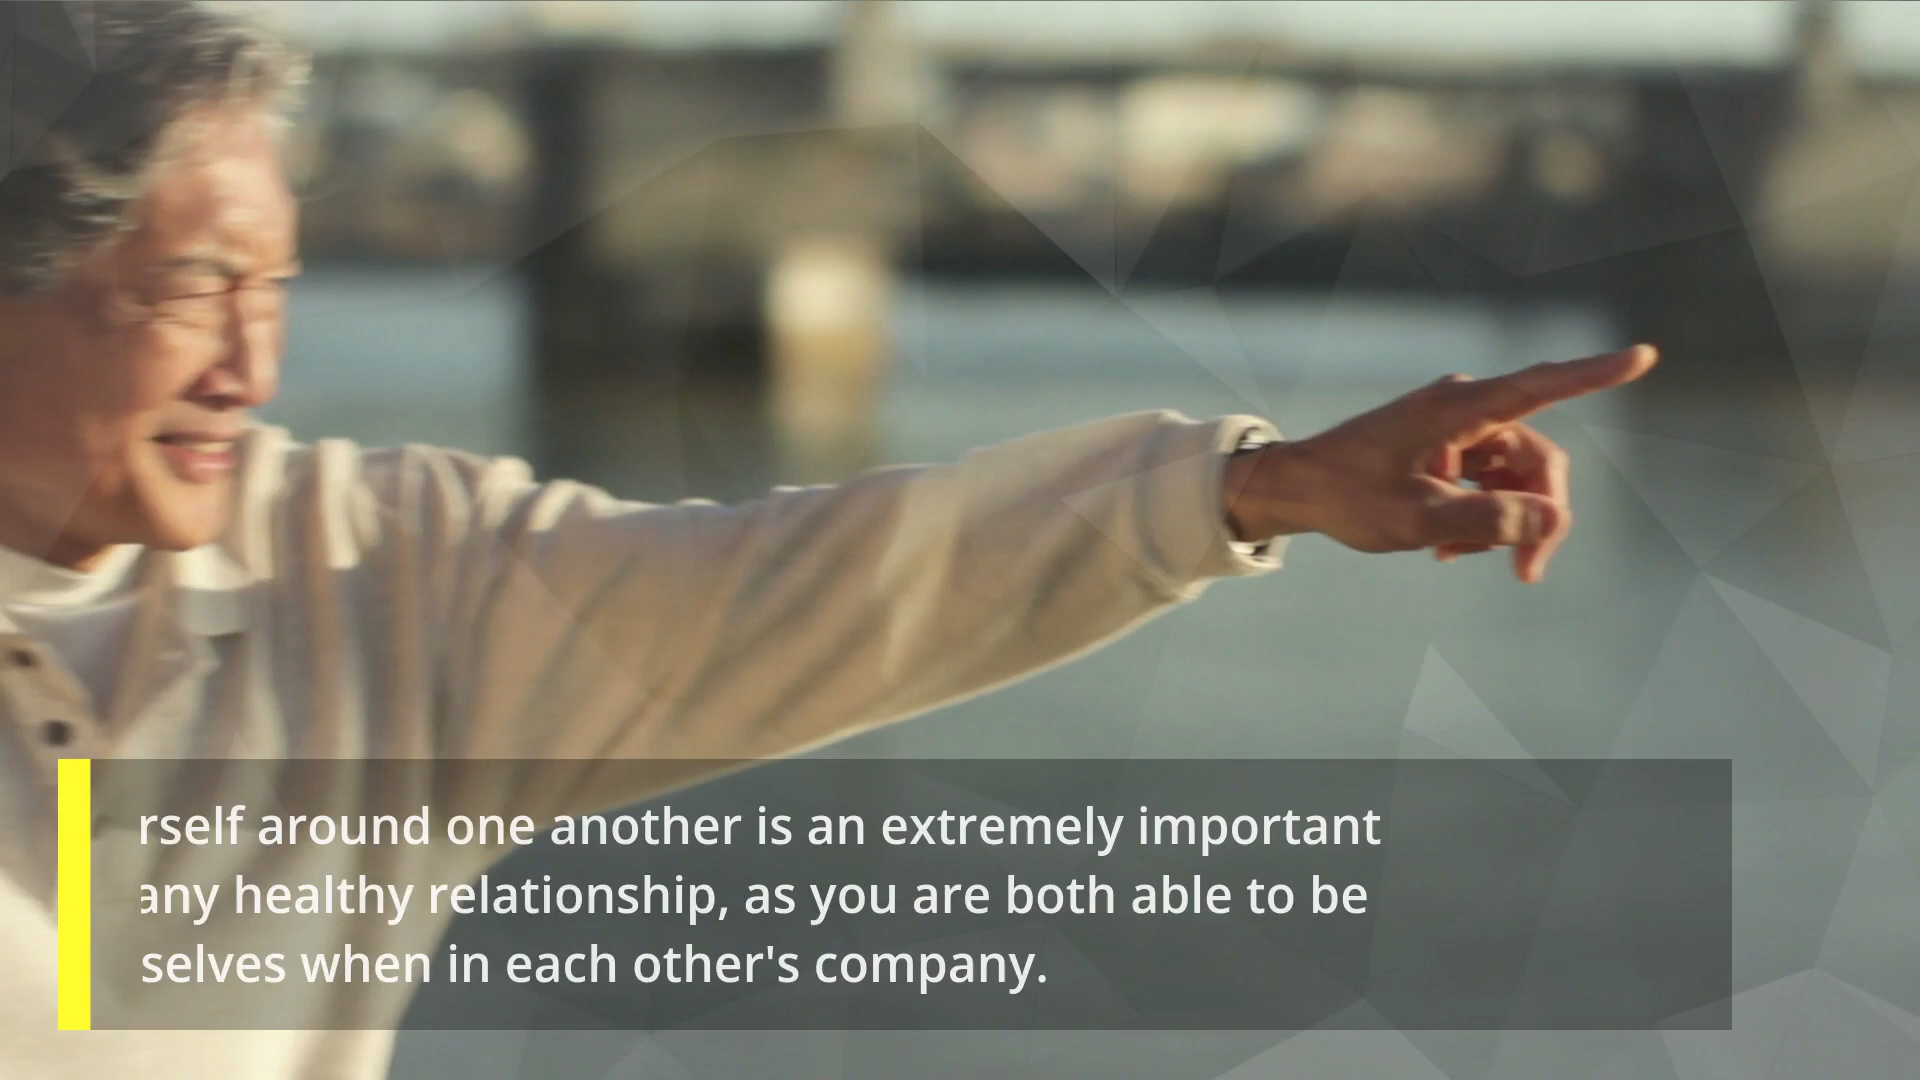 rself around one another is an extremely important
any healthy relationship, as you are both able to be
selves when in each other's company.